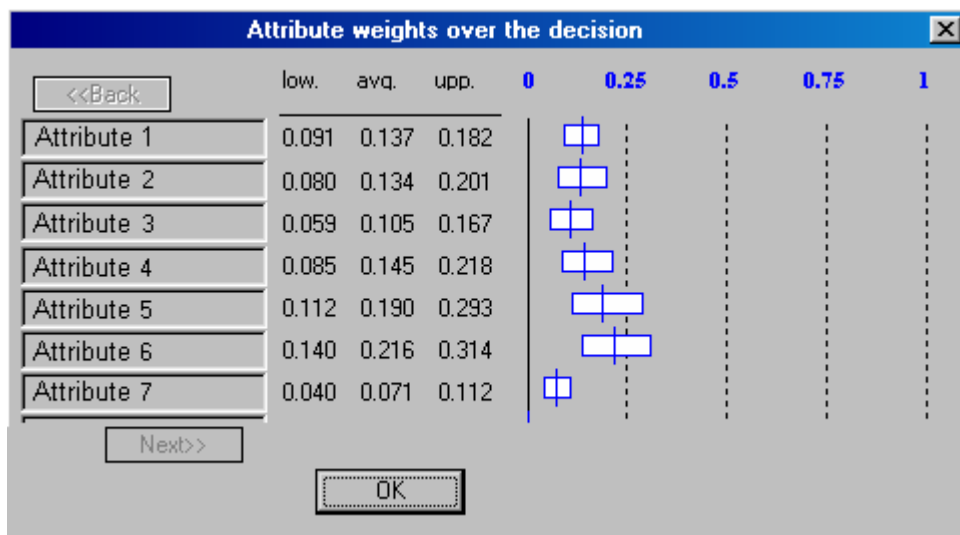 Attribute weights over the decision
<<Back low. avg. upp. 0 0.25 0.5 0.75 1
Attribute 1 0.091 0.137 0.182
Attribute 2 0.080 0.134 0.201
Attribute 3 0.059 0.105 0.167
Attribute 4 0.085 0.145 0.218
Attribute 5 0.112 0.190 0.293
Attribute 6 0.140 0.216 0.314
Attribute 7 0.040 0.071 0.112
Next>>
OK